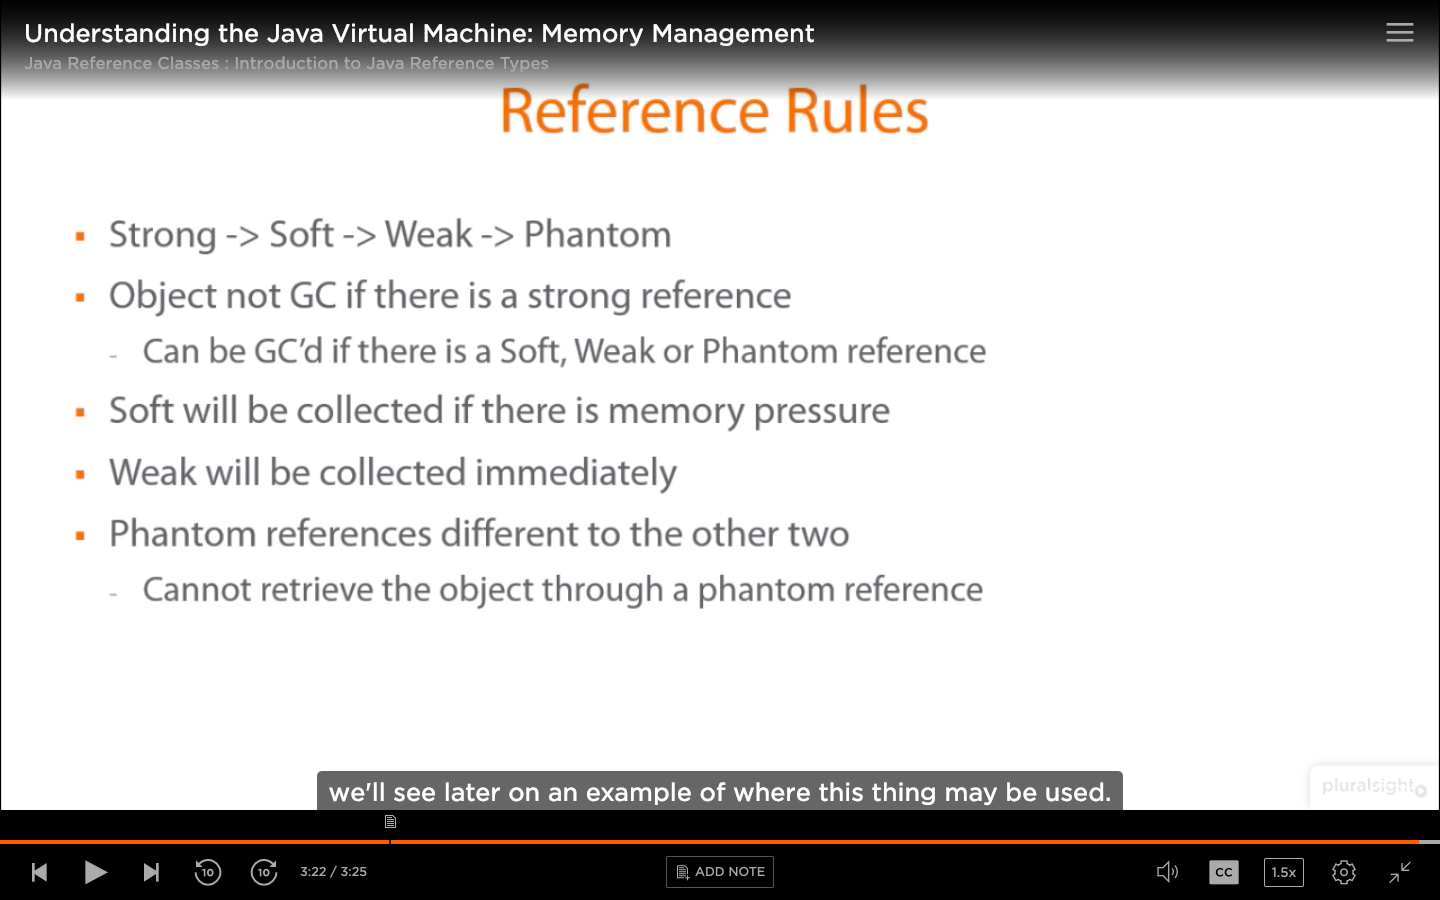 Understanding the Java Virtual Machine: Memory Management
Java Reference Classes : Introduction to Java Reference Types
Reference Rules
Strong -> Soft -> Weak -> Phantom
Object not GC if there is a strong reference
- Can be GC’d if there is a Soft, Weak or Phantom reference
Soft will be collected if there is memory pressure
Weak will be collected immediately
Phantom references different to the other two
- Cannot retrieve the object through a phantom reference
pluralsight
we'll see later on an example of where this thing may be used.
10 10 3:22 / 3:25 ADD NOTE CC 1.5x